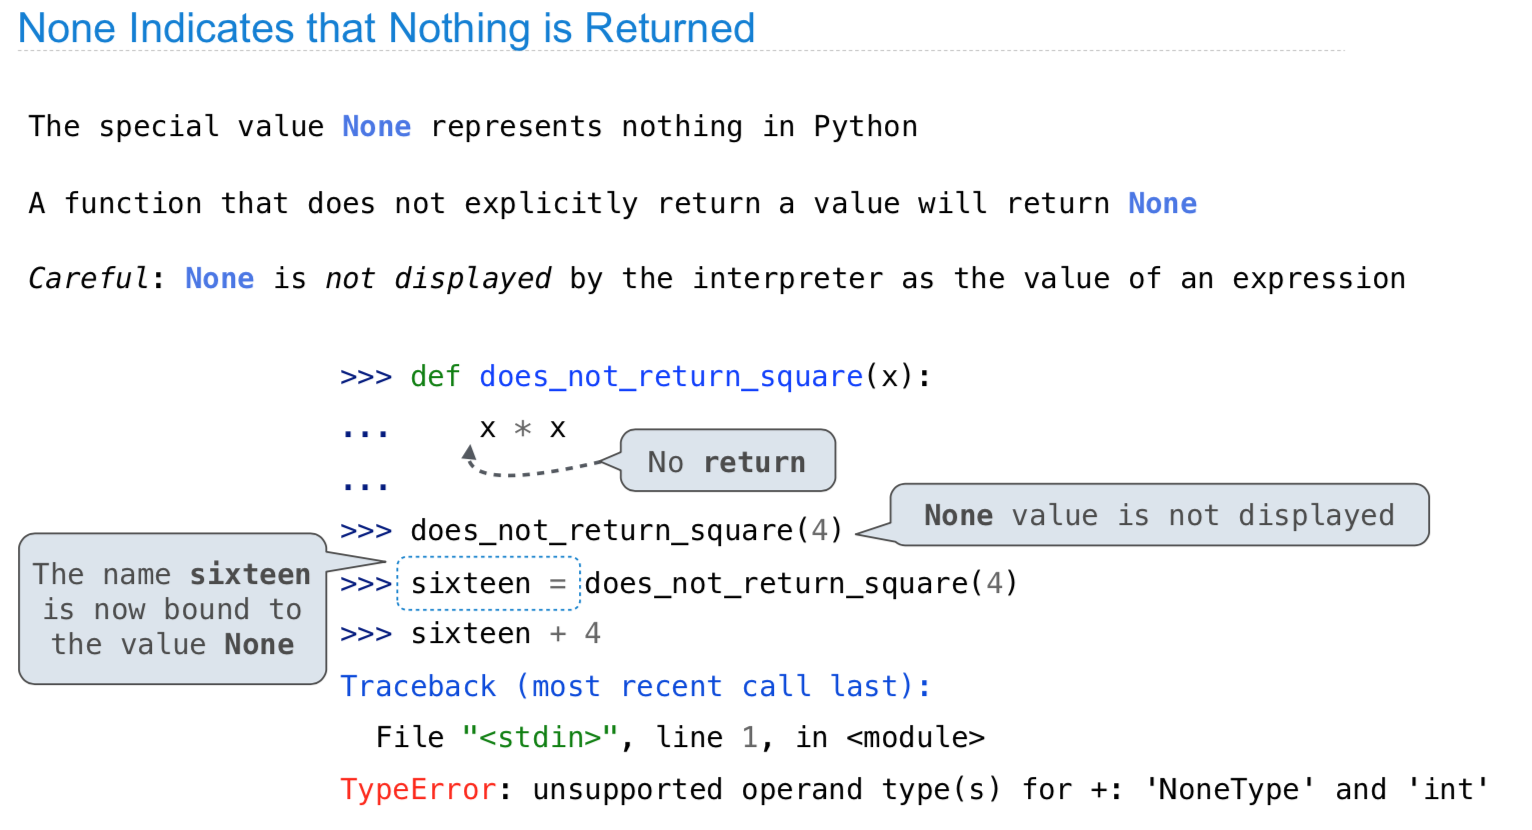 None Indicates that Nothing is Returned
The special value None represents nothing in Python
A function that does not explicitly return a value will return None
Careful: None is not displayed by the interpreter as the value of an expression
>>> def does_not_return_square(x):
...     x * x
No return
...
>>> does_not_return_square(4)
None value is not displayed
The name sixteen
is now bound to
the value None
>>> sixteen = does_not_return_square(4)
>>> sixteen + 4
Traceback (most recent call last):
  File "<stdin>", line 1, in <module>
TypeError: unsupported operand type(s) for +: 'NoneType' and 'int'